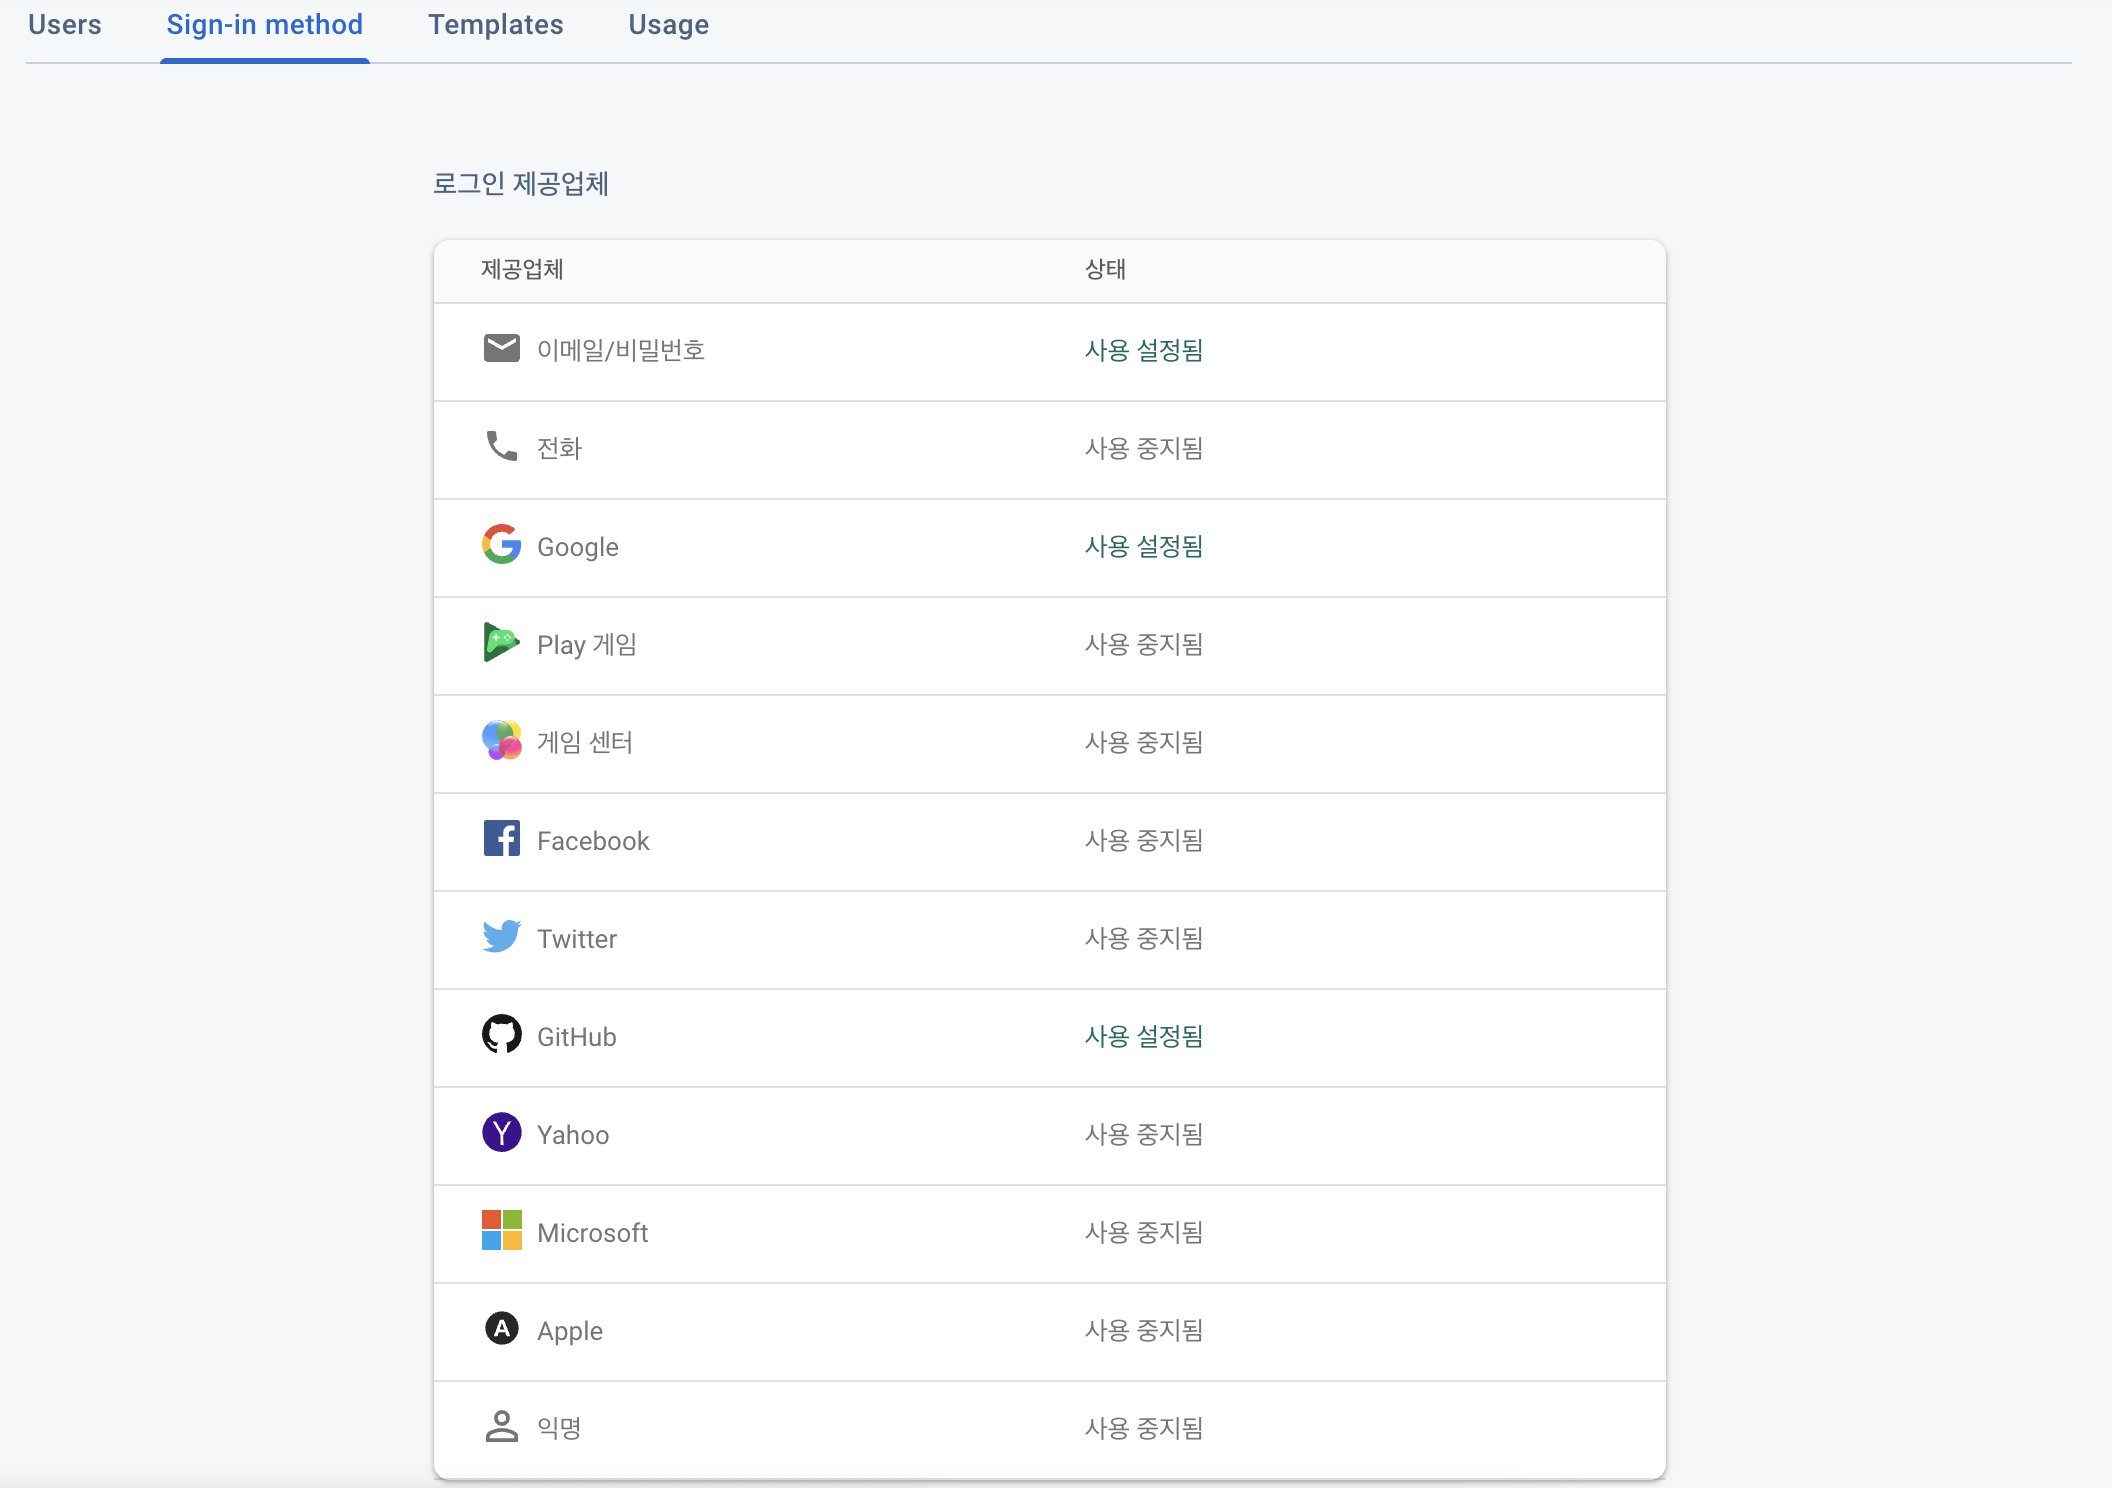 Users Sign-in method Templates Usage
로그인 제공업체
제공업체 상태
이메일/비밀번호 사용 설정됨
전화 사용 중지됨
Google 사용 설정됨
Play 게임 사용 중지됨
게임 센터 사용 중지됨
Facebook 사용 중지됨
Twitter 사용 중지됨
GitHub 사용 설정됨
Yahoo 사용 중지됨
Microsoft 사용 중지됨
Apple 사용 중지됨
익명 사용 중지됨